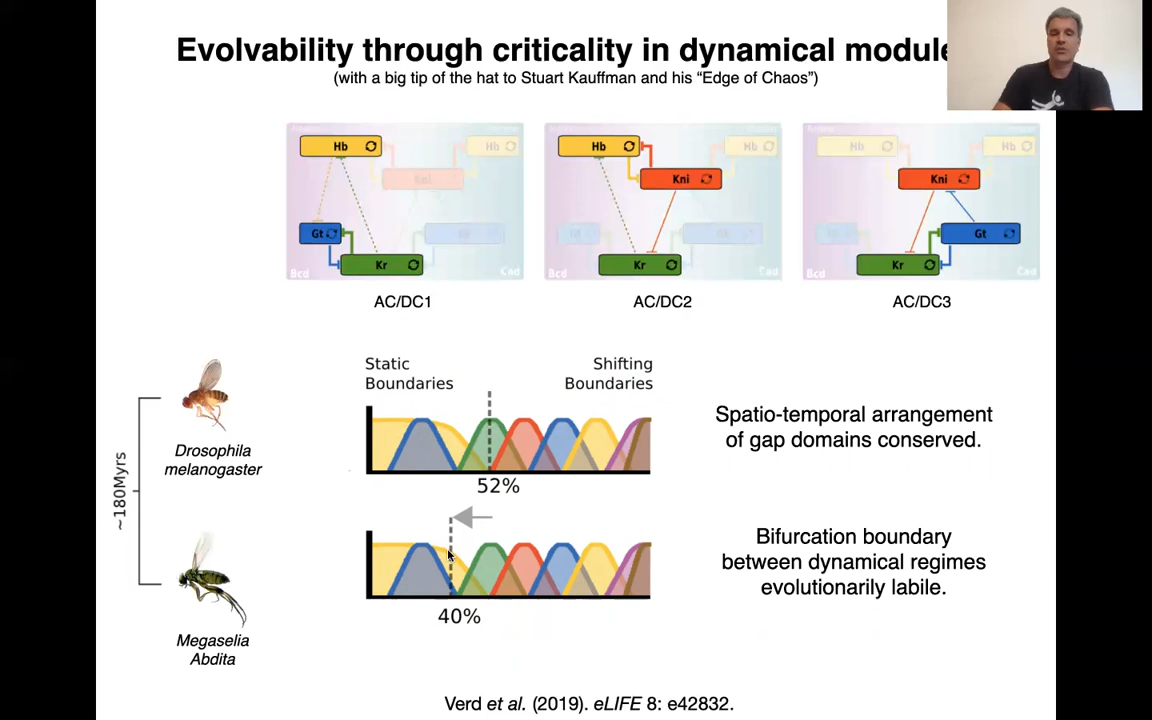 Evolvability through criticality in dynamical module
(with a big tip of the hat to Stuart Kauffman and his “Edge of Chaos”)
Hb
Hb
Kni
Gt
Kr
Bcd
Cad
AC/DC1
Hb
Hb
Kni
Kr
Bcd
Cad
AC/DC2
Hb
Hb
Kni
Gt
Kr
Bcd
Cad
AC/DC3
~180Myrs
Drosophila
melanogaster
Static
Boundaries
Shifting
Boundaries
52%
Spatio-temporal arrangement
of gap domains conserved.
Megaselia
Abdita
40%
Bifurcation boundary
between dynamical regimes
evolutionarily labile.
Verd et al. (2019). eLIFE 8: e42832.